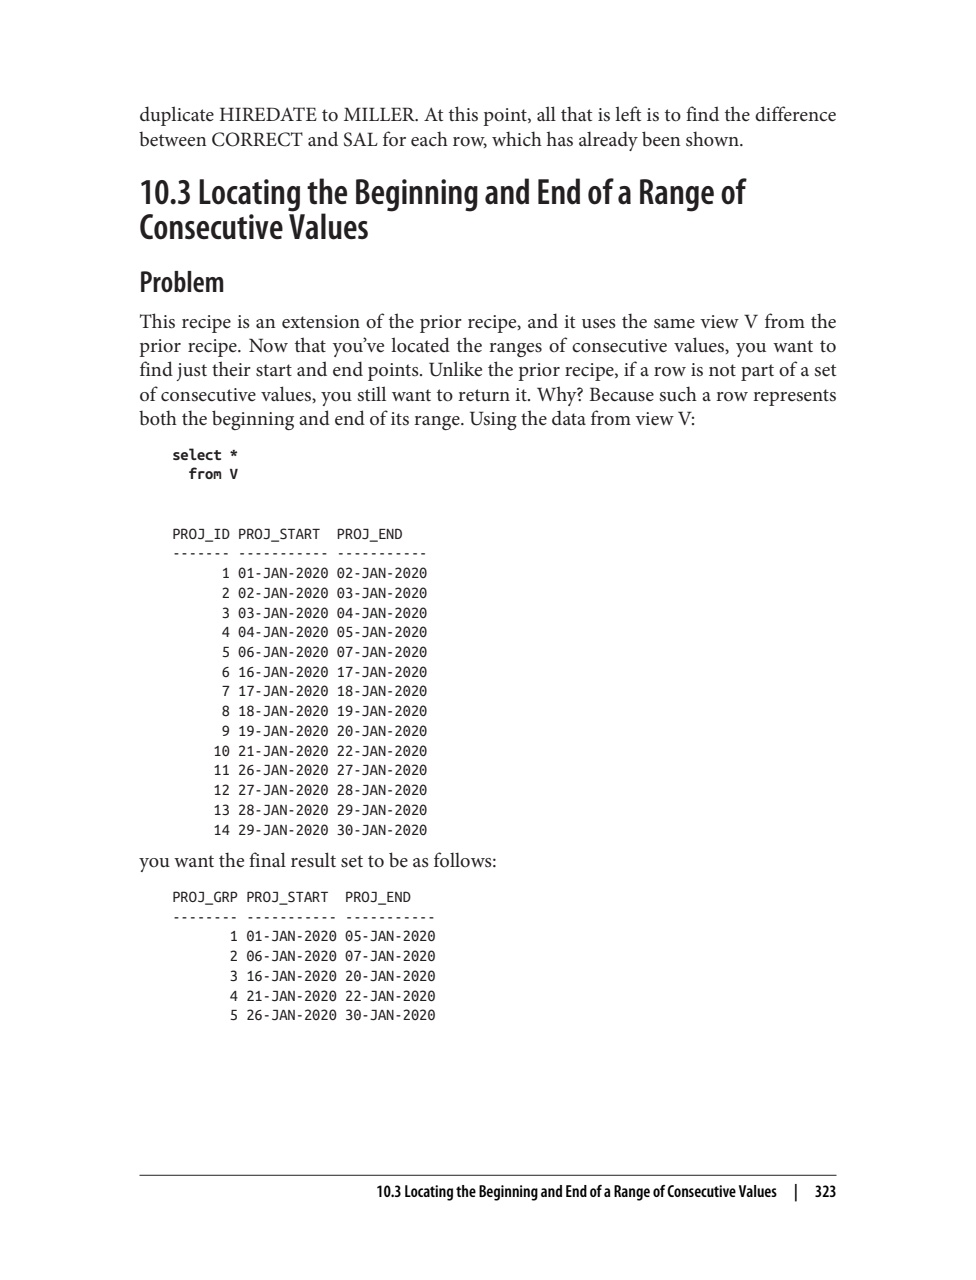 duplicate HIREDATE to MILLER. At this point, all that is left is to find the difference
between CORRECT and SAL for each row, which has already been shown.
10.3 Locating the Beginning and End of a Range of
Consecutive Values
Problem
This recipe is an extension of the prior recipe, and it uses the same view V from the
prior recipe. Now that you’ve located the ranges of consecutive values, you want to
find just their start and end points. Unlike the prior recipe, if a row is not part of a set
of consecutive values, you still want to return it. Why? Because such a row represents
both the beginning and end of its range. Using the data from view V:
select *
  from V
PROJ_ID PROJ_START  PROJ_END
------- ----------- -----------
      1 01-JAN-2020 02-JAN-2020
      2 02-JAN-2020 03-JAN-2020
      3 03-JAN-2020 04-JAN-2020
      4 04-JAN-2020 05-JAN-2020
      5 06-JAN-2020 07-JAN-2020
      6 16-JAN-2020 17-JAN-2020
      7 17-JAN-2020 18-JAN-2020
      8 18-JAN-2020 19-JAN-2020
      9 19-JAN-2020 20-JAN-2020
     10 21-JAN-2020 22-JAN-2020
     11 26-JAN-2020 27-JAN-2020
     12 27-JAN-2020 28-JAN-2020
     13 28-JAN-2020 29-JAN-2020
     14 29-JAN-2020 30-JAN-2020
you want the final result set to be as follows:
PROJ_GRP PROJ_START  PROJ_END
-------- ----------- -----------
       1 01-JAN-2020 05-JAN-2020
       2 06-JAN-2020 07-JAN-2020
       3 16-JAN-2020 20-JAN-2020
       4 21-JAN-2020 22-JAN-2020
       5 26-JAN-2020 30-JAN-2020
10.3 Locating the Beginning and End of a Range of Consecutive Values | 323